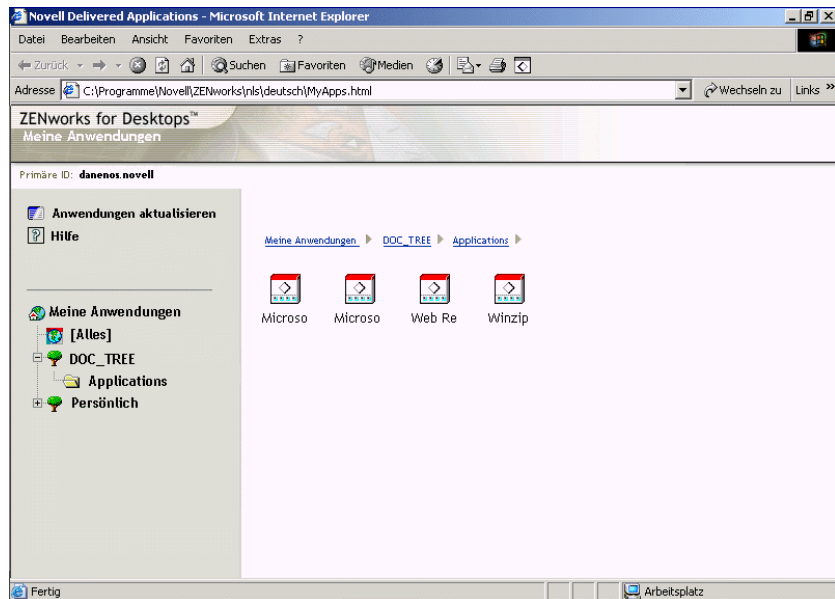 Novell Delivered Applications - Microsoft Internet Explorer
Datei Bearbeiten Ansicht Favoriten Extras ?
Zurück Suchen Favoriten Medien
Adresse C:\Programme\Novell\ZENworks\nls\deutsch\MyApps.html Wechseln zu Links »
ZENworks for Desktops™
Meine Anwendungen
Primäre ID: danenos.novell
Anwendungen aktualisieren
Hilfe
Meine Anwendungen
[Alles]
DOC_TREE
Applications
Persönlich
Meine Anwendungen DOC_TREE Applications
Microso Microso Web Re Winzip
Fertig Arbeitsplatz